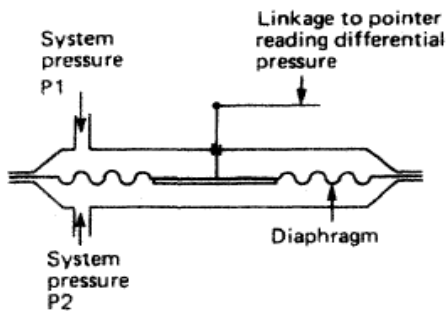 System
pressure
P1
Linkage to pointer
reading differential
pressure
Diaphragm
System
pressure
P2